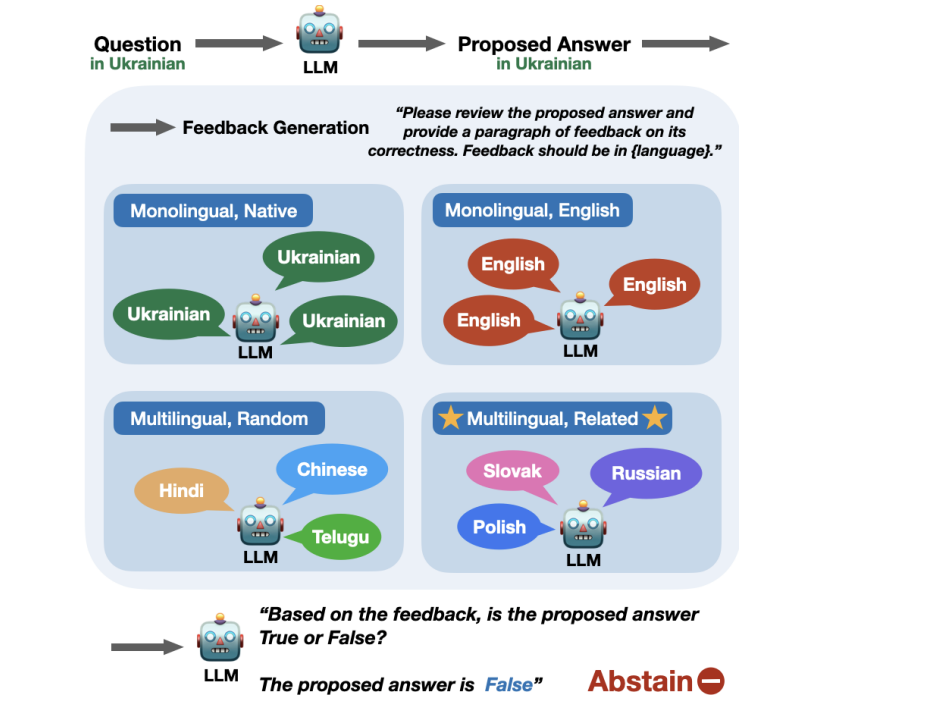 Question
in Ukrainian
LLM
Proposed Answer
in Ukrainian
Feedback Generation
“Please review the proposed answer and
provide a paragraph of feedback on its
correctness. Feedback should be in {language}.”
Monolingual, Native
Ukrainian
Ukrainian
Ukrainian
LLM
Monolingual, English
English
English
English
LLM
Multilingual, Random
Hindi
Chinese
Telugu
LLM
Multilingual, Related
Slovak
Russian
Polish
LLM
LLM
“Based on the feedback, is the proposed answer
True or False?
The proposed answer is False”
Abstain